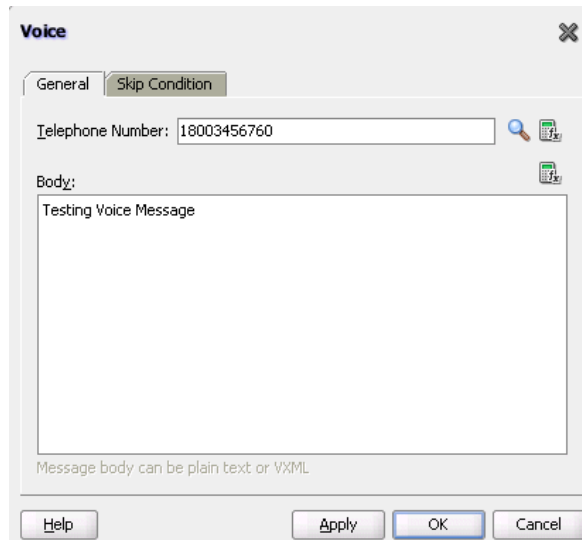 Voice
General Skip Condition
Telephone Number: 18003456760
Body:
Testing Voice Message
Message body can be plain text or VXML
Help Apply OK Cancel